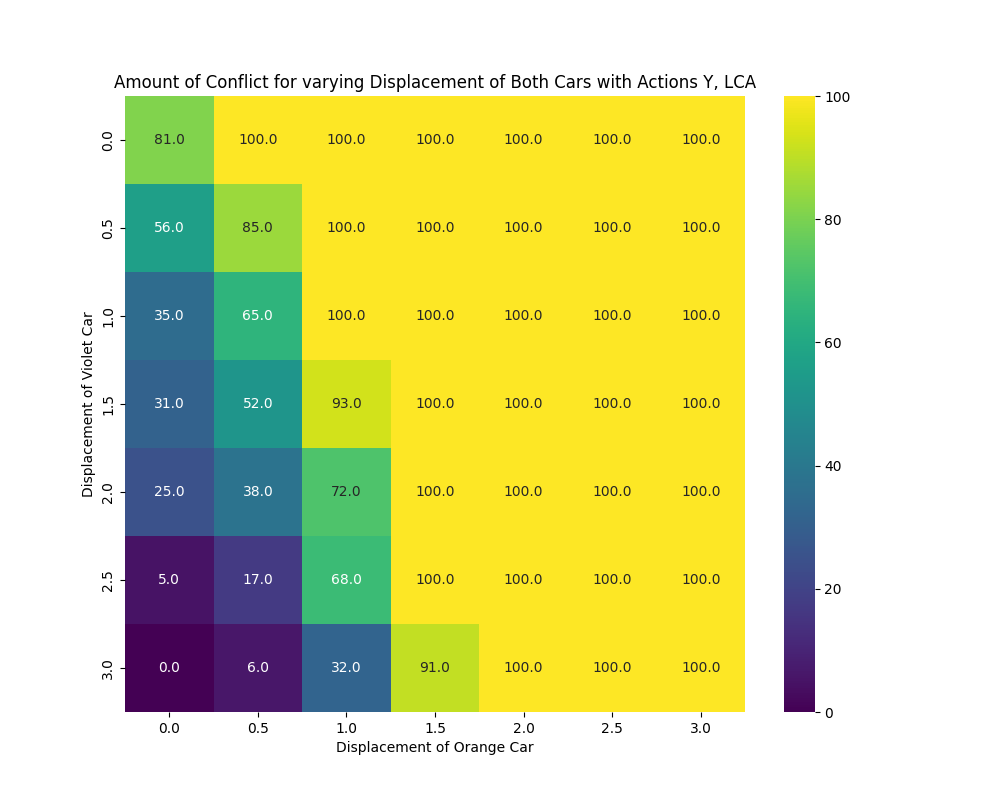 Amount of Conflict for varying Displacement of Both Cars with Actions Y, LCA
Displacement of Violet Car
0.0 81.0 100.0 100.0 100.0 100.0 100.0 100.0
0.5 56.0 85.0 100.0 100.0 100.0 100.0 100.0
1.0 35.0 65.0 100.0 100.0 100.0 100.0 100.0
1.5 31.0 52.0 93.0 100.0 100.0 100.0 100.0
2.0 25.0 38.0 72.0 100.0 100.0 100.0 100.0
2.5 5.0 17.0 68.0 100.0 100.0 100.0 100.0
3.0 0.0 6.0 32.0 91.0 100.0 100.0 100.0
0.0 0.5 1.0 1.5 2.0 2.5 3.0
Displacement of Orange Car
100
80
60
40
20
0